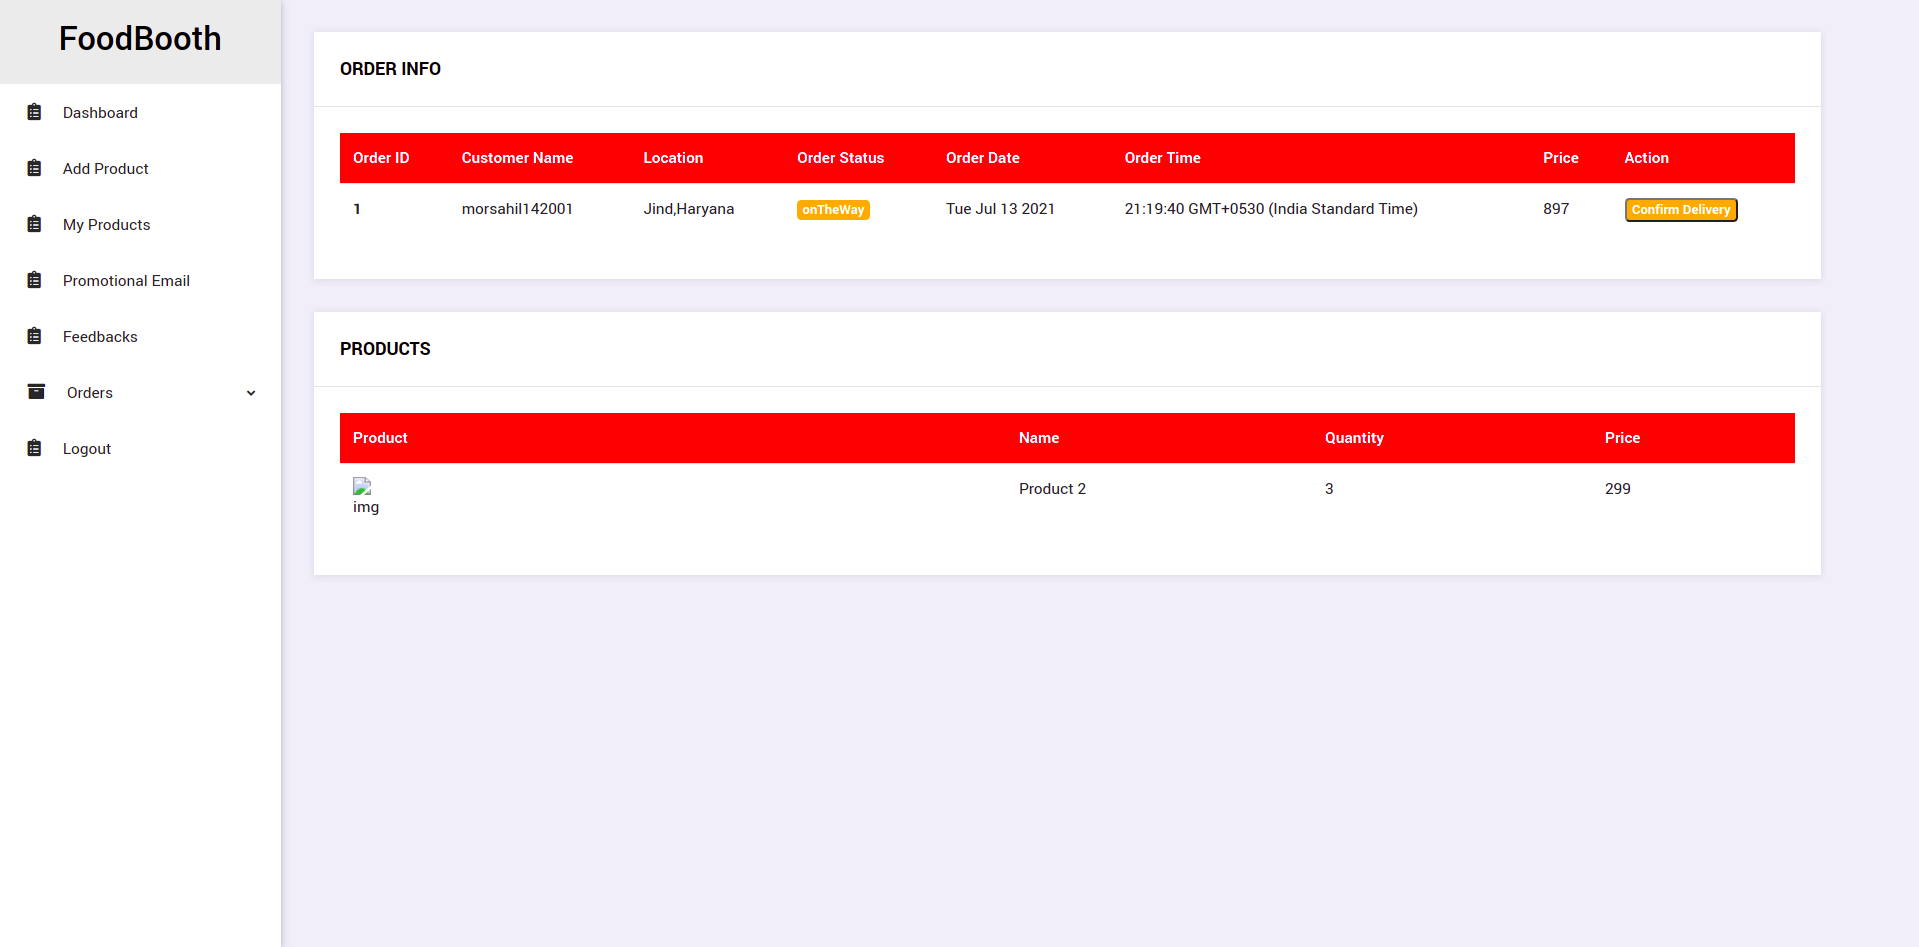 FoodBooth
Dashboard
Add Product
My Products
Promotional Email
Feedbacks
Orders
Logout
ORDER INFO
Order ID Customer Name Location Order Status Order Date Order Time Price Action
1 morsahil142001 Jind,Haryana onTheWay Tue Jul 13 2021 21:19:40 GMT+0530 (India Standard Time) 897 Confirm Delivery
PRODUCTS
Product Name Quantity Price
img Product 2 3 299